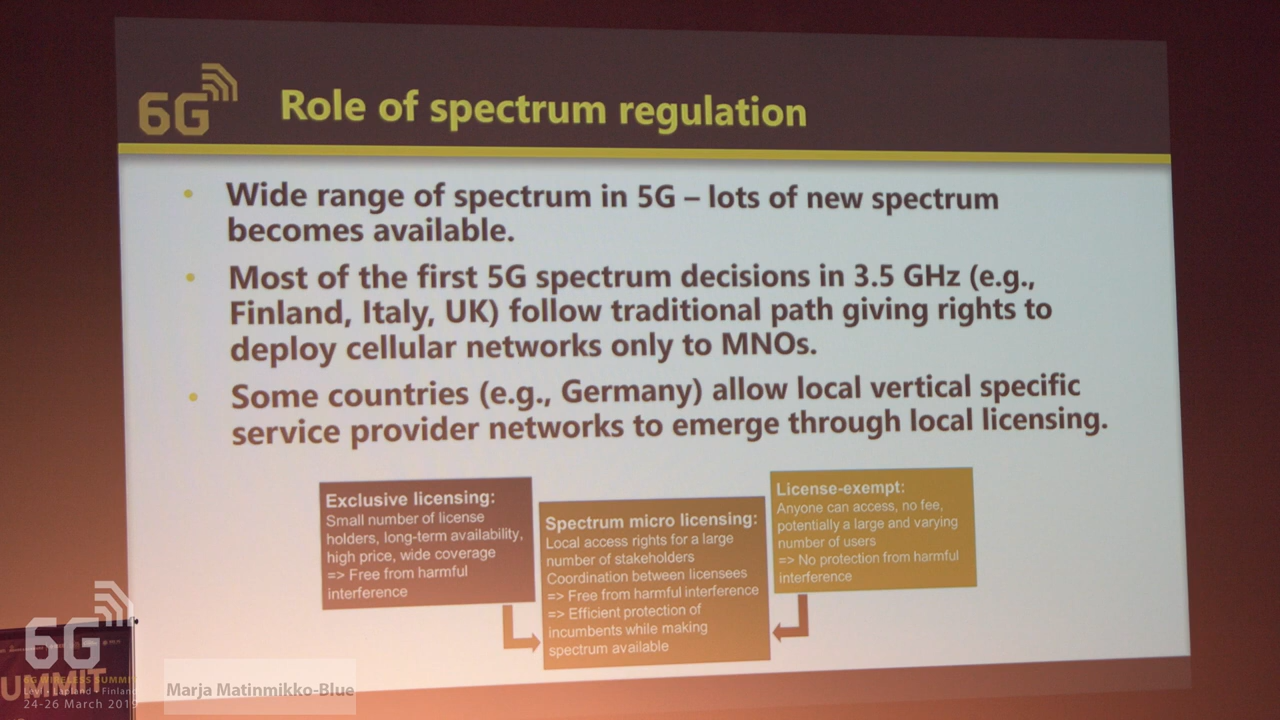 6G
Role of spectrum regulation
• Wide range of spectrum in 5G – lots of new spectrum
becomes available.
• Most of the first 5G spectrum decisions in 3.5 GHz (e.g.,
Finland, Italy, UK) follow traditional path giving rights to
deploy cellular networks only to MNOs.
• Some countries (e.g., Germany) allow local vertical specific
service provider networks to emerge through local licensing.
Exclusive licensing:
Small number of license
holders, long-term availability,
high price, wide coverage
=> Free from harmful
interference
Spectrum micro licensing:
Local access rights for a large
number of stakeholders
Coordination between licensees
=> Free from harmful interference
=> Efficient protection of
incumbents while making
spectrum available
License-exempt:
Anyone can access, no fee,
potentially a large and varying
number of users
=> No protection from harmful
interference
6G
6G WIRELESS SUMMIT
Levi - Lapland - Finland
24-26 March 2019
UMMIT
Marja Matinmikko-Blue